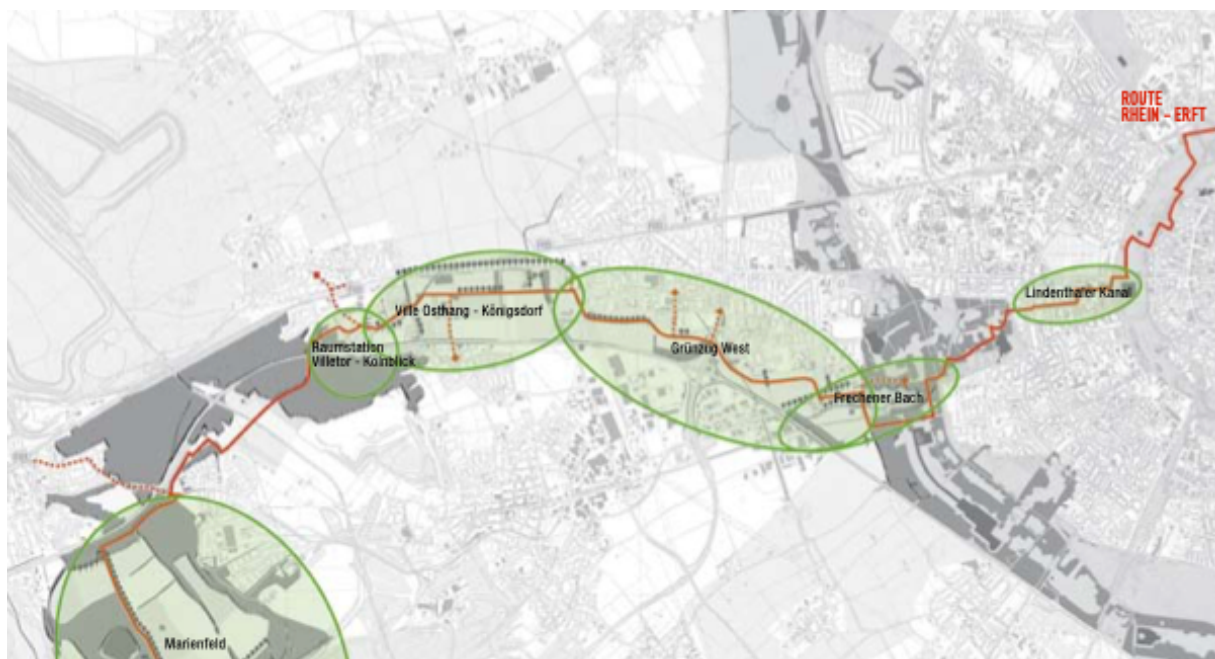 ROUTE
RHEIN - ERFT
Lindenthaler Kanal
Ville Osthang - Königsdorf
Raumstation
Villetor - Kölnblick
Grünzug West
Frechener Bach
Marienfeld